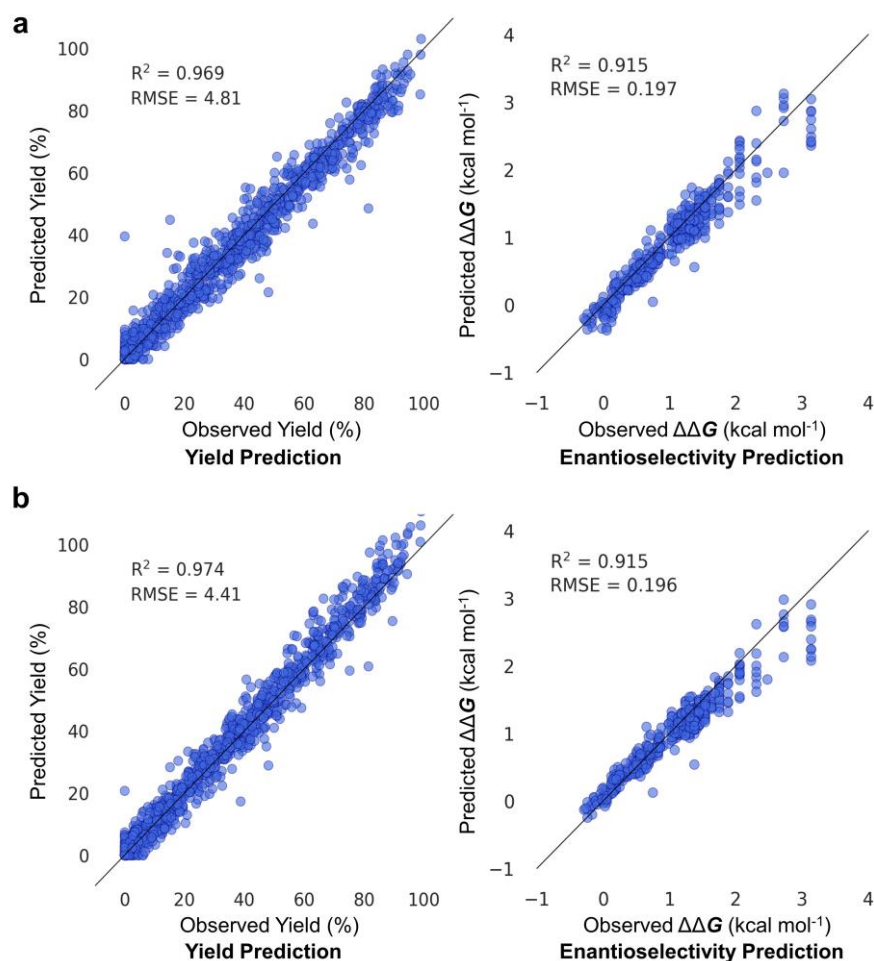 a
R² = 0.969
RMSE = 4.81
Predicted Yield (%)
100
80
60
40
20
0
0 20 40 60 80 100
Observed Yield (%)
Yield Prediction
R² = 0.915
RMSE = 0.197
Predicted ΔΔG (kcal mol⁻¹)
4
3
2
1
0
−1
−1 0 1 2 3 4
Observed ΔΔG (kcal mol⁻¹)
Enantioselectivity Prediction
b
R² = 0.974
RMSE = 4.41
Predicted Yield (%)
100
80
60
40
20
0
0 20 40 60 80 100
Observed Yield (%)
Yield Prediction
R² = 0.915
RMSE = 0.196
Predicted ΔΔG (kcal mol⁻¹)
4
3
2
1
0
−1
−1 0 1 2 3 4
Observed ΔΔG (kcal mol⁻¹)
Enantioselectivity Prediction